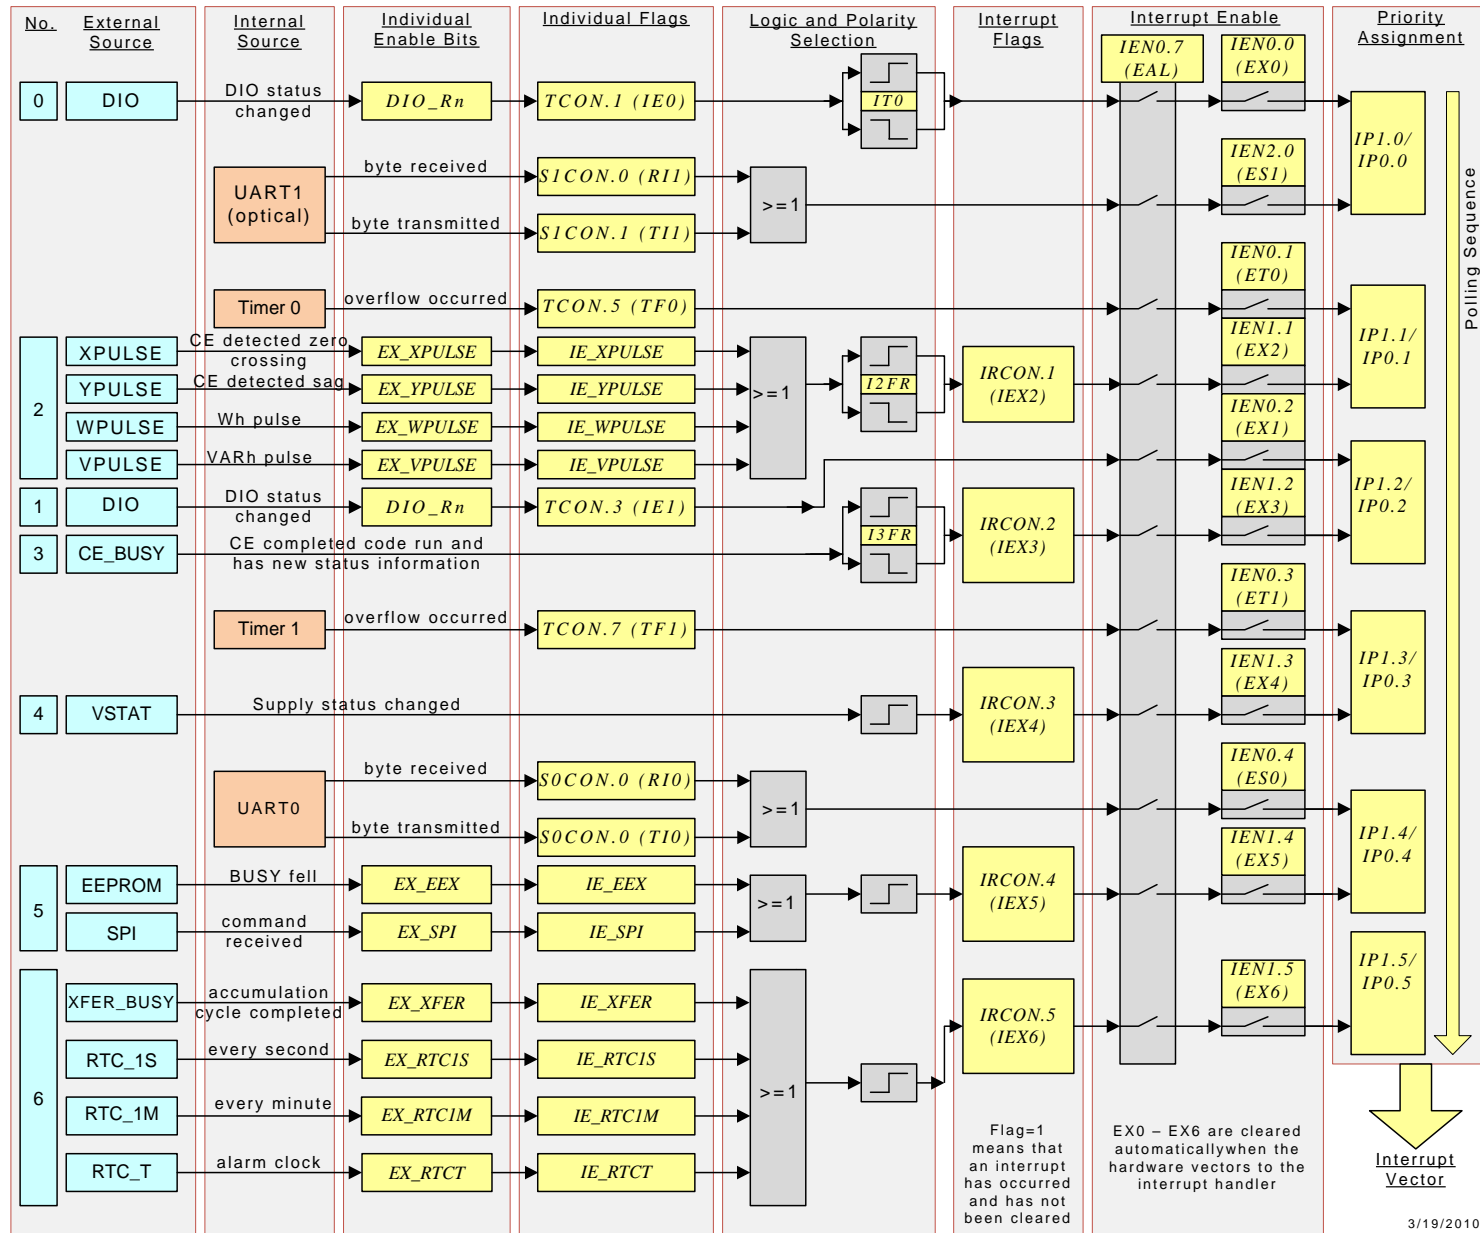 No.
External
Source
Internal
Source
Individual
Enable Bits
Individual Flags
Logic and Polarity
Selection
Interrupt
Flags
Interrupt Enable
Priority
Assignment
IEN0.7
(EAL)
IEN0.0
(EX0)
0
DIO
DIO status
changed
DIO_Rn
TCON.1 (IE0)
IT0
IP1.0/
IP0.0
UART1
(optical)
byte received
S1CON.0 (RI1)
byte transmitted
S1CON.1 (TI1)
>=1
IEN2.0
(ES1)
Polling Sequence
Timer 0
overflow occurred
TCON.5 (TF0)
IEN0.1
(ET0)
IP1.1/
IP0.1
2
XPULSE
CE detected zero
crossing
EX_XPULSE
IE_XPULSE
YPULSE
CE detected sag
EX_YPULSE
IE_YPULSE
WPULSE
Wh pulse
EX_WPULSE
IE_WPULSE
VPULSE
VARh pulse
EX_VPULSE
IE_VPULSE
>=1
I2FR
IRCON.1
(IEX2)
IEN1.1
(EX2)
1
DIO
DIO status
changed
DIO_Rn
TCON.3 (IE1)
IEN0.2
(EX1)
IP1.2/
IP0.2
3
CE_BUSY
CE completed code run and
has new status information
I3FR
IRCON.2
(IEX3)
IEN1.2
(EX3)
Timer 1
overflow occurred
TCON.7 (TF1)
IEN0.3
(ET1)
IP1.3/
IP0.3
4
VSTAT
Supply status changed
IRCON.3
(IEX4)
IEN1.3
(EX4)
UART0
byte received
S0CON.0 (RI0)
byte transmitted
S0CON.0 (TI0)
>=1
IEN0.4
(ES0)
IP1.4/
IP0.4
5
EEPROM
BUSY fell
EX_EEX
IE_EEX
SPI
command
received
EX_SPI
IE_SPI
>=1
IRCON.4
(IEX5)
IEN1.4
(EX5)
6
XFER_BUSY
accumulation
cycle completed
EX_XFER
IE_XFER
RTC_1S
every second
EX_RTC1S
IE_RTC1S
RTC_1M
every minute
EX_RTC1M
IE_RTC1M
RTC_T
alarm clock
EX_RTCT
IE_RTCT
>=1
IRCON.5
(IEX6)
IEN1.5
(EX6)
IP1.5/
IP0.5
Flag=1
means that
an interrupt
has occurred
and has not
been cleared
EX0 – EX6 are cleared
automaticallywhen the
hardware vectors to the
interrupt handler
Interrupt
Vector
3/19/2010